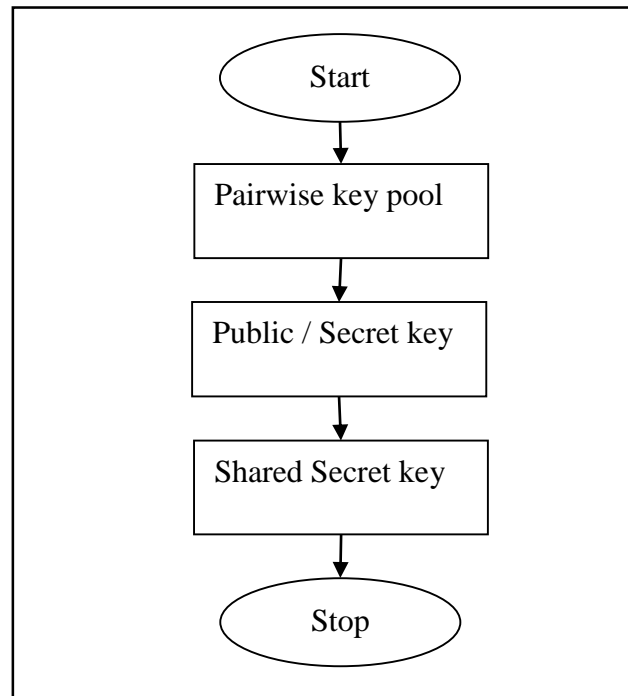 Start
Pairwise key pool
Public / Secret key
Shared Secret key
Stop